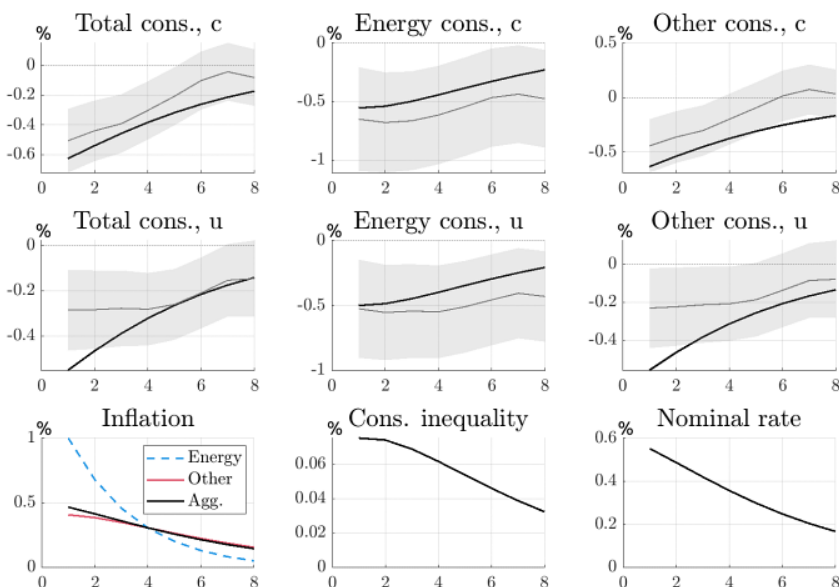 Total cons., c
Energy cons., c
Other cons., c
%
0
-0.2
-0.4
-0.6
0 2 4 6 8
%
0
-0.5
-1
0 2 4 6 8
%
0.5
0
-0.5
0 2 4 6 8
Total cons., u
Energy cons., u
Other cons., u
%
0
-0.2
-0.4
0 2 4 6 8
%
0
-0.5
-1
0 2 4 6 8
%
0
-0.2
-0.4
0 2 4 6 8
Inflation
Cons. inequality
Nominal rate
%
1
0.5
0
0 2 4 6 8
Energy
Other
Agg.
%
0.06
0.04
0.02
0
0 2 4 6 8
%
0.6
0.4
0.2
0
0 2 4 6 8